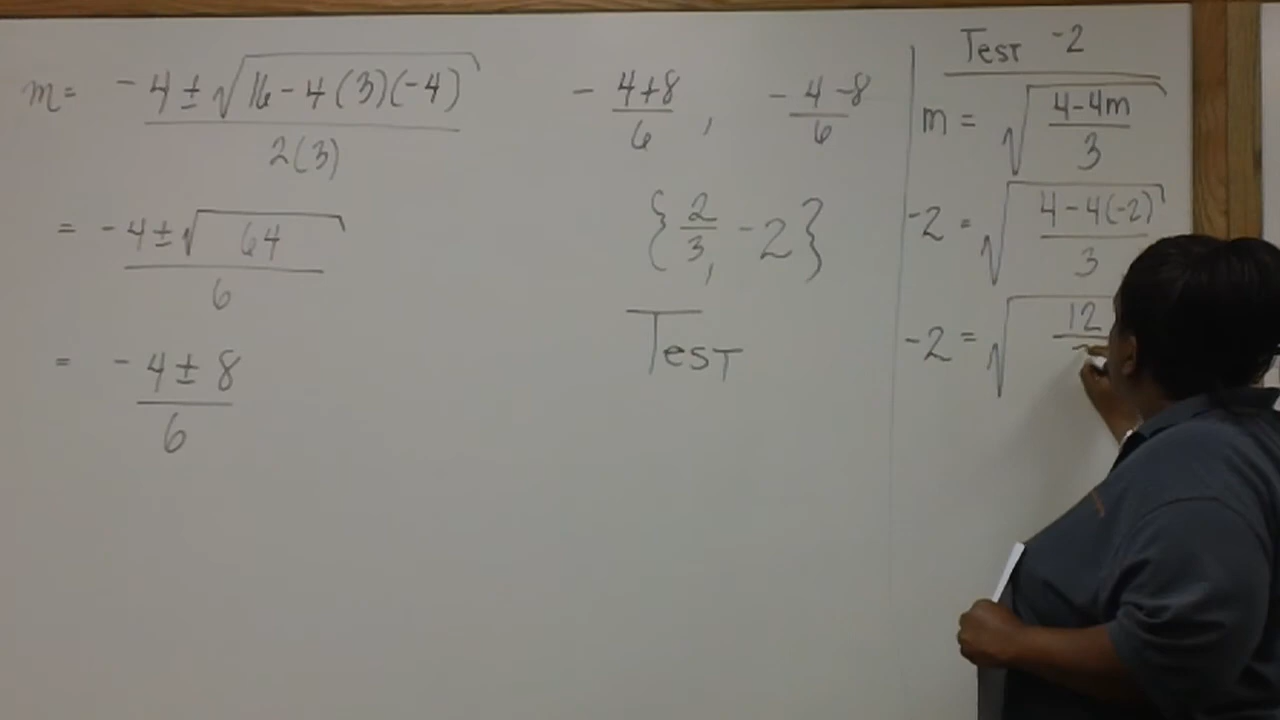 m = -4 ± √16 - 4(3)(-4)
2(3)
= -4 ± √64
6
= -4 ± 8
6
-4+8 , -4-8
6 6
{2/3, -2}
Test
Test -2
m = √4-4m
3
-2 = √4-4(-2)
3
-2 = √12